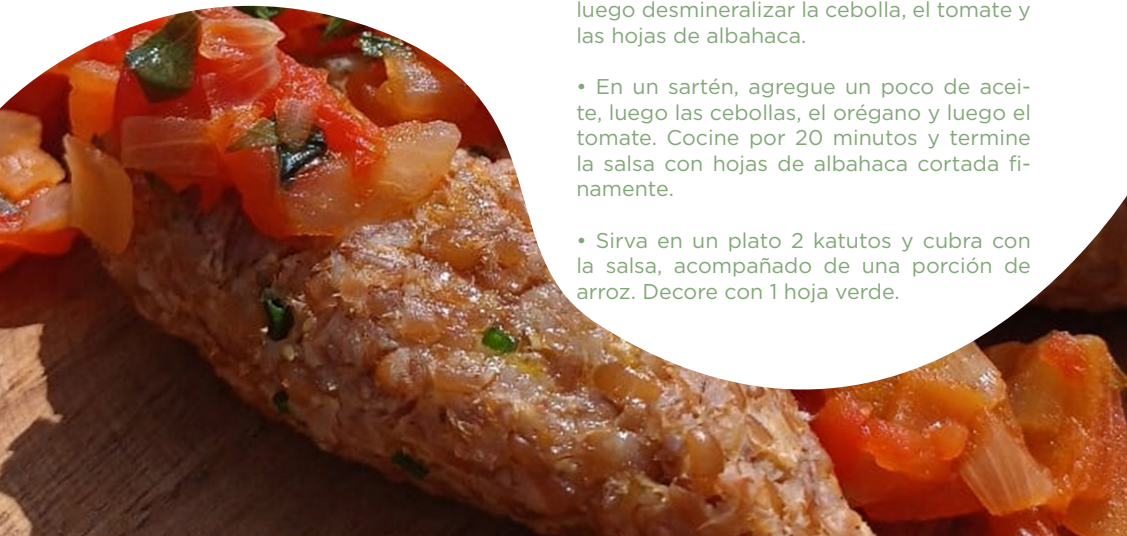 luego desmineralizar la cebolla, el tomate y
las hojas de albahaca.
• En un sartén, agregue un poco de acei-
te, luego las cebollas, el orégano y luego el
tomate. Cocine por 20 minutos y termine
la salsa con hojas de albahaca cortada fi-
namente.
• Sirva en un plato 2 katutos y cubra con
la salsa, acompañado de una porción de
arroz. Decore con 1 hoja verde.